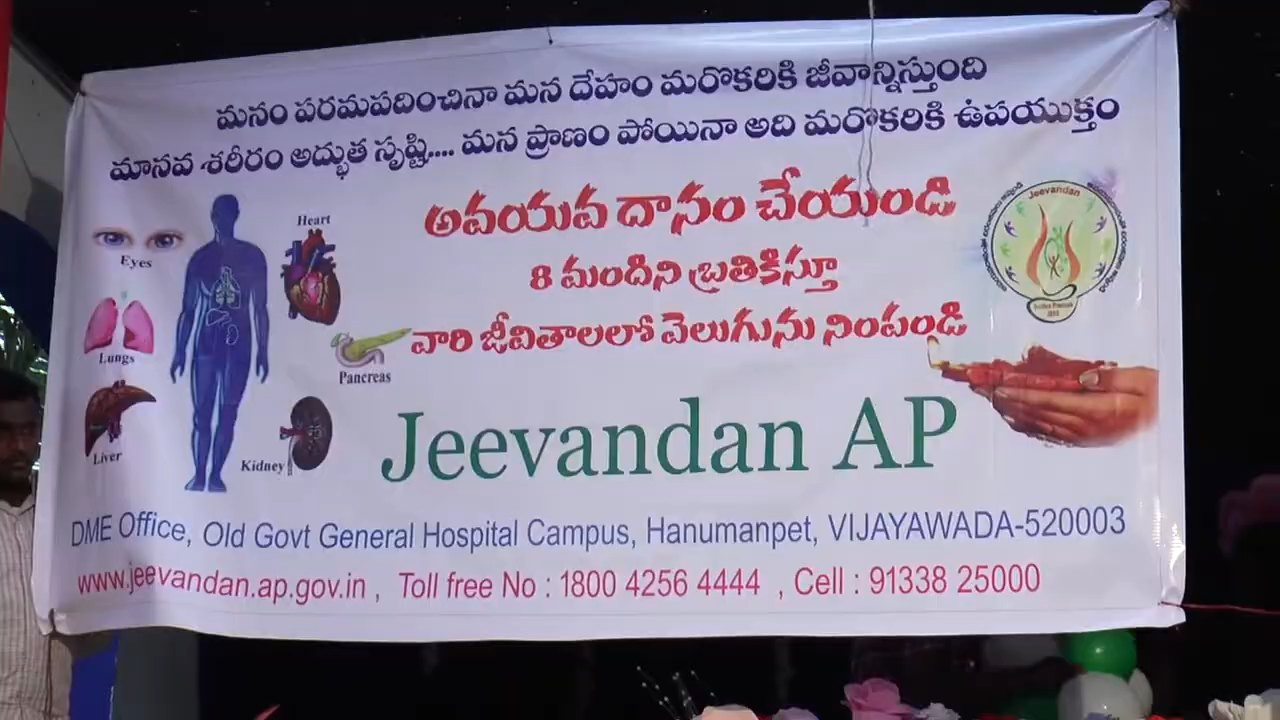 మనం పరమపదించినా మన దేహం మరొకరికి జీవాన్నిస్తుంది
మానవ శరీరం అద్భుత సృష్టి.... మన ప్రాణం పోయినా అది మరొకరికి ఉపయుక్తం
అవయవ దానం చేయండి
8 మందిని బ్రతికిస్తూ
వారి జీవితాలలో వెలుగును నింపండి
Eyes
Heart
Lungs
Pancreas
Liver
Kidney
Jeevandan
Jeevandan AP
DME Office, Old Govt General Hospital Campus, Hanumanpet, VIJAYAWADA-520003
www.jeevandan.ap.gov.in , Toll free No : 1800 4256 4444 , Cell : 91338 25000